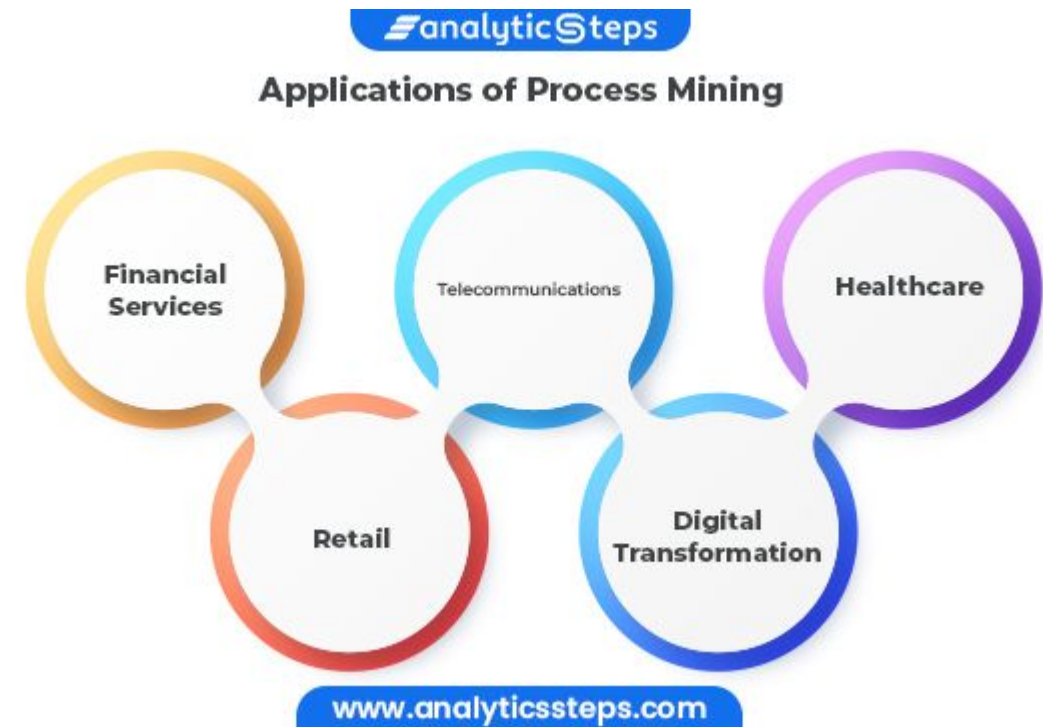 analyticSteps
Applications of Process Mining
Financial
Services
Telecommunications
Healthcare
Retail
Digital
Transformation
www.analyticssteps.com